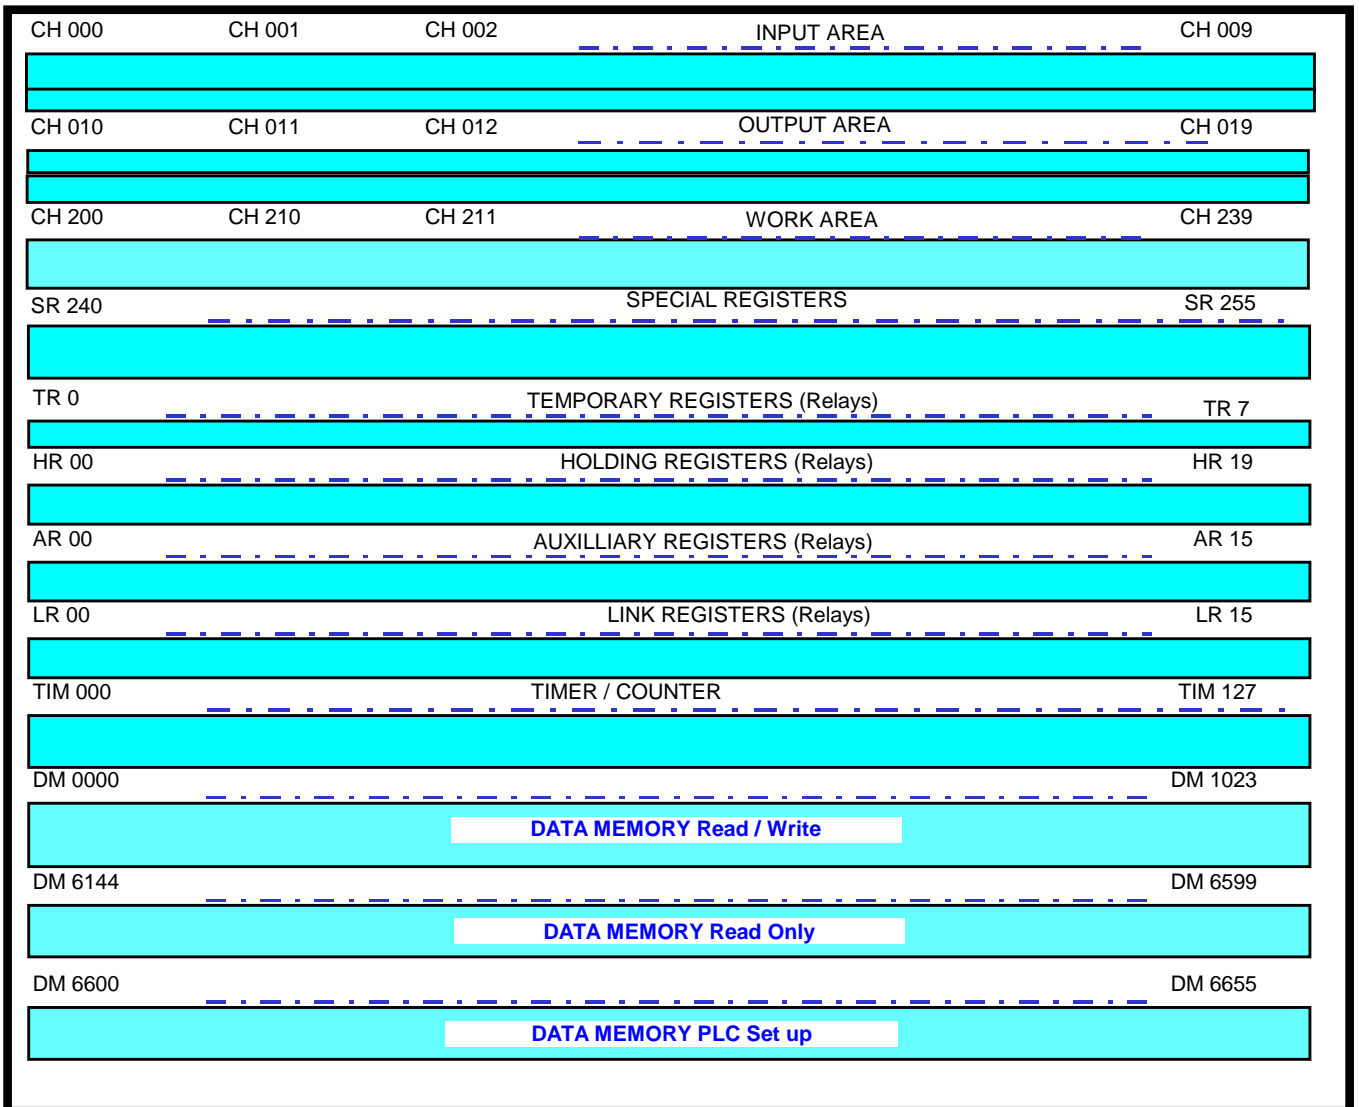 CH 000 CH 001 CH 002 INPUT AREA CH 009
CH 010 CH 011 CH 012 OUTPUT AREA CH 019
CH 200 CH 210 CH 211 WORK AREA CH 239
SR 240 SPECIAL REGISTERS SR 255
TR 0 TEMPORARY REGISTERS (Relays) TR 7
HR 00 HOLDING REGISTERS (Relays) HR 19
AR 00 AUXILLIARY REGISTERS (Relays) AR 15
LR 00 LINK REGISTERS (Relays) LR 15
TIM 000 TIMER / COUNTER TIM 127
DM 0000 DM 1023
DATA MEMORY Read / Write
DM 6144 DM 6599
DATA MEMORY Read Only
DM 6600 DM 6655
DATA MEMORY PLC Set up